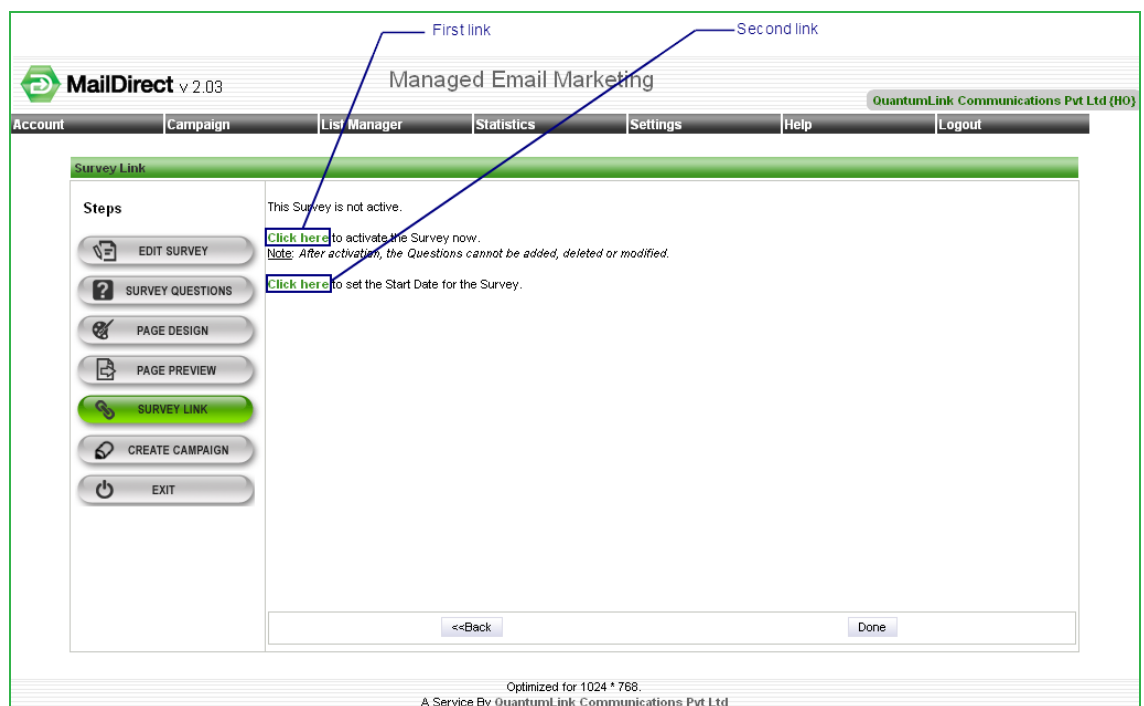 First link
Second link
MailDirect v 2.03
Managed Email Marketing
QuantumLink Communications Pvt Ltd {HO}
Account Campaign List Manager Statistics Settings Help Logout
Survey Link
Steps
EDIT SURVEY
SURVEY QUESTIONS
PAGE DESIGN
PAGE PREVIEW
SURVEY LINK
CREATE CAMPAIGN
EXIT
This Survey is not active.
Click here to activate the Survey now.
Note: After activation, the Questions cannot be added, deleted or modified.
Click here to set the Start Date for the Survey.
<<Back
Done
Optimized for 1024 * 768.
A Service By QuantumLink Communications Pvt Ltd